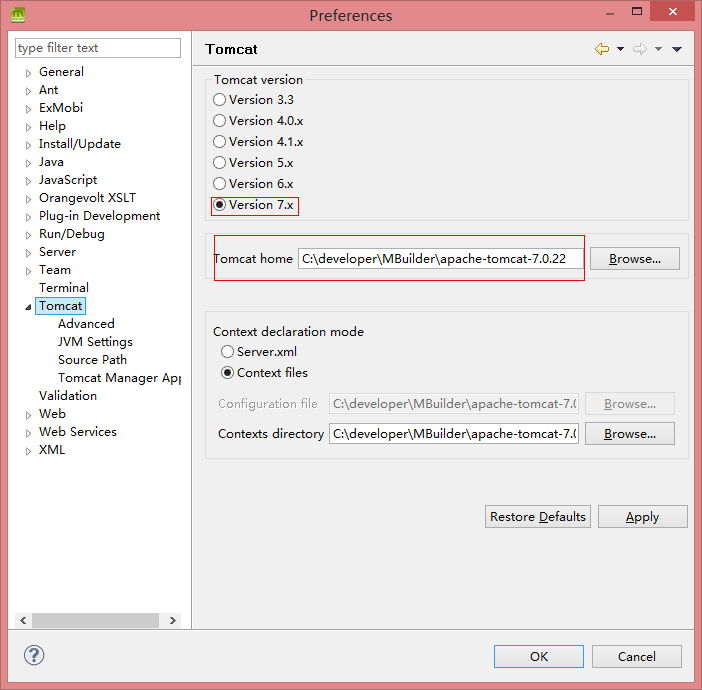 Preferences
type filter text
General
Ant
ExMobi
Help
Install/Update
Java
JavaScript
Orangevolt XSLT
Plug-in Development
Run/Debug
Server
Team
Terminal
Tomcat
Advanced
JVM Settings
Source Path
Tomcat Manager App
Validation
Web
Web Services
XML
Tomcat
Tomcat version
Version 3.3
Version 4.0.x
Version 4.1.x
Version 5.x
Version 6.x
Version 7.x
Tomcat home C:\developer\MBuilder\apache-tomcat-7.0.22 Browse...
Context declaration mode
Server.xml
Context files
Configuration file C:\developer\MBuilder\apache-tomcat-7.0 Browse...
Contexts directory C:\developer\MBuilder\apache-tomcat-7.0 Browse...
Restore Defaults Apply
? OK Cancel